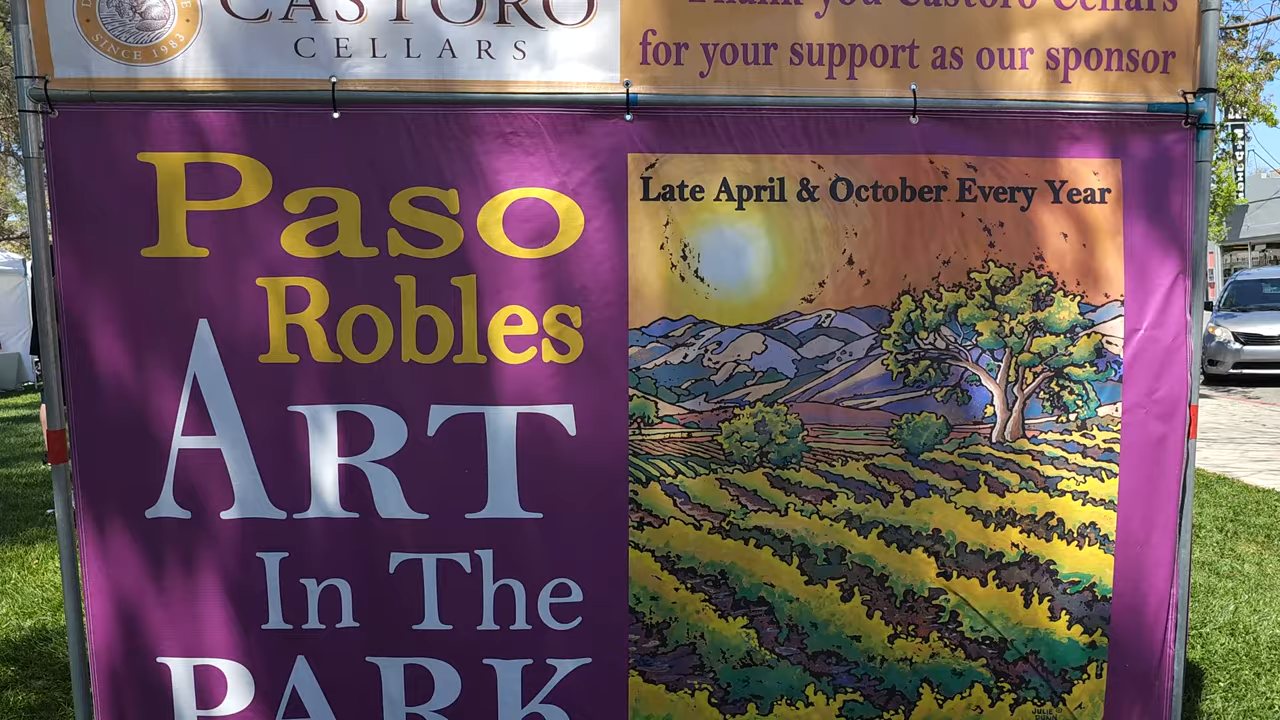 SINCE 1983
CASTORO
CELLARS
Thank you Castoro Cellars
for your support as our sponsor
Paso
Robles
ART
In The
PARK
Late April & October Every Year
JULIE